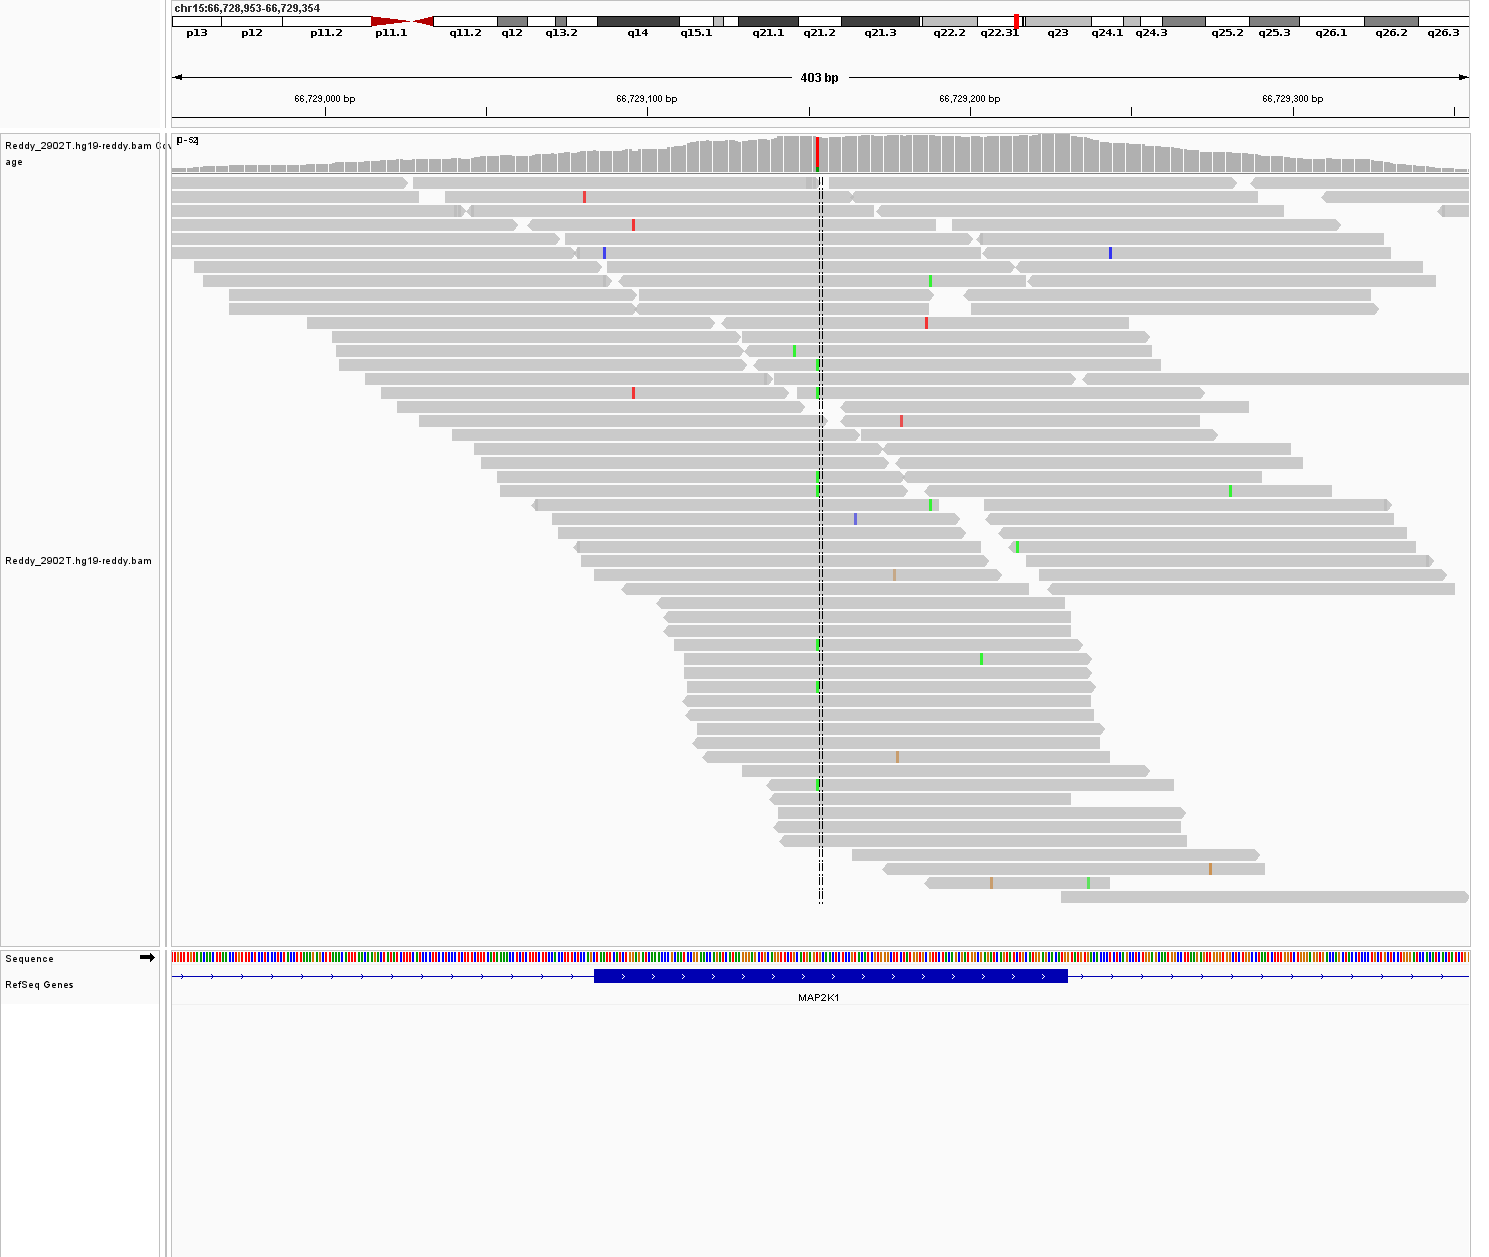 chr15:66,728,953-66,729,354
p13 p12 p11.2 p11.1 q11.2 q12 q13.2 q14 q15.1 q21.1 q21.2 q21.3 q22.2 q22.31 q23 q24.1 q24.3 q25.2 q25.3 q26.1 q26.2 q26.3
403 bp
66,729,000 bp 66,729,100 bp 66,729,200 bp 66,729,300 bp
[0-52]
Reddy_2902T.hg19-reddy.bam Cov
age
Reddy_2902T.hg19-reddy.bam
Sequence
RefSeq Genes
MAP2K1